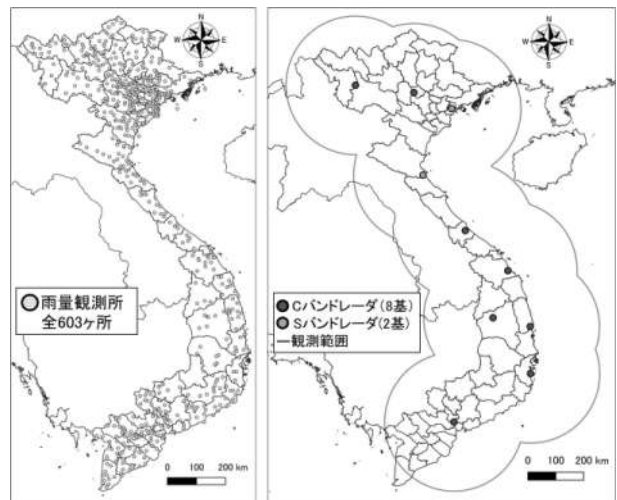 N
W E
S
雨量観測所
全603ヶ所
0 100 200 km
N
W E
S
Cバンドレーダ(8基)
Sバンドレーダ(2基)
観測範囲
0 100 200 km